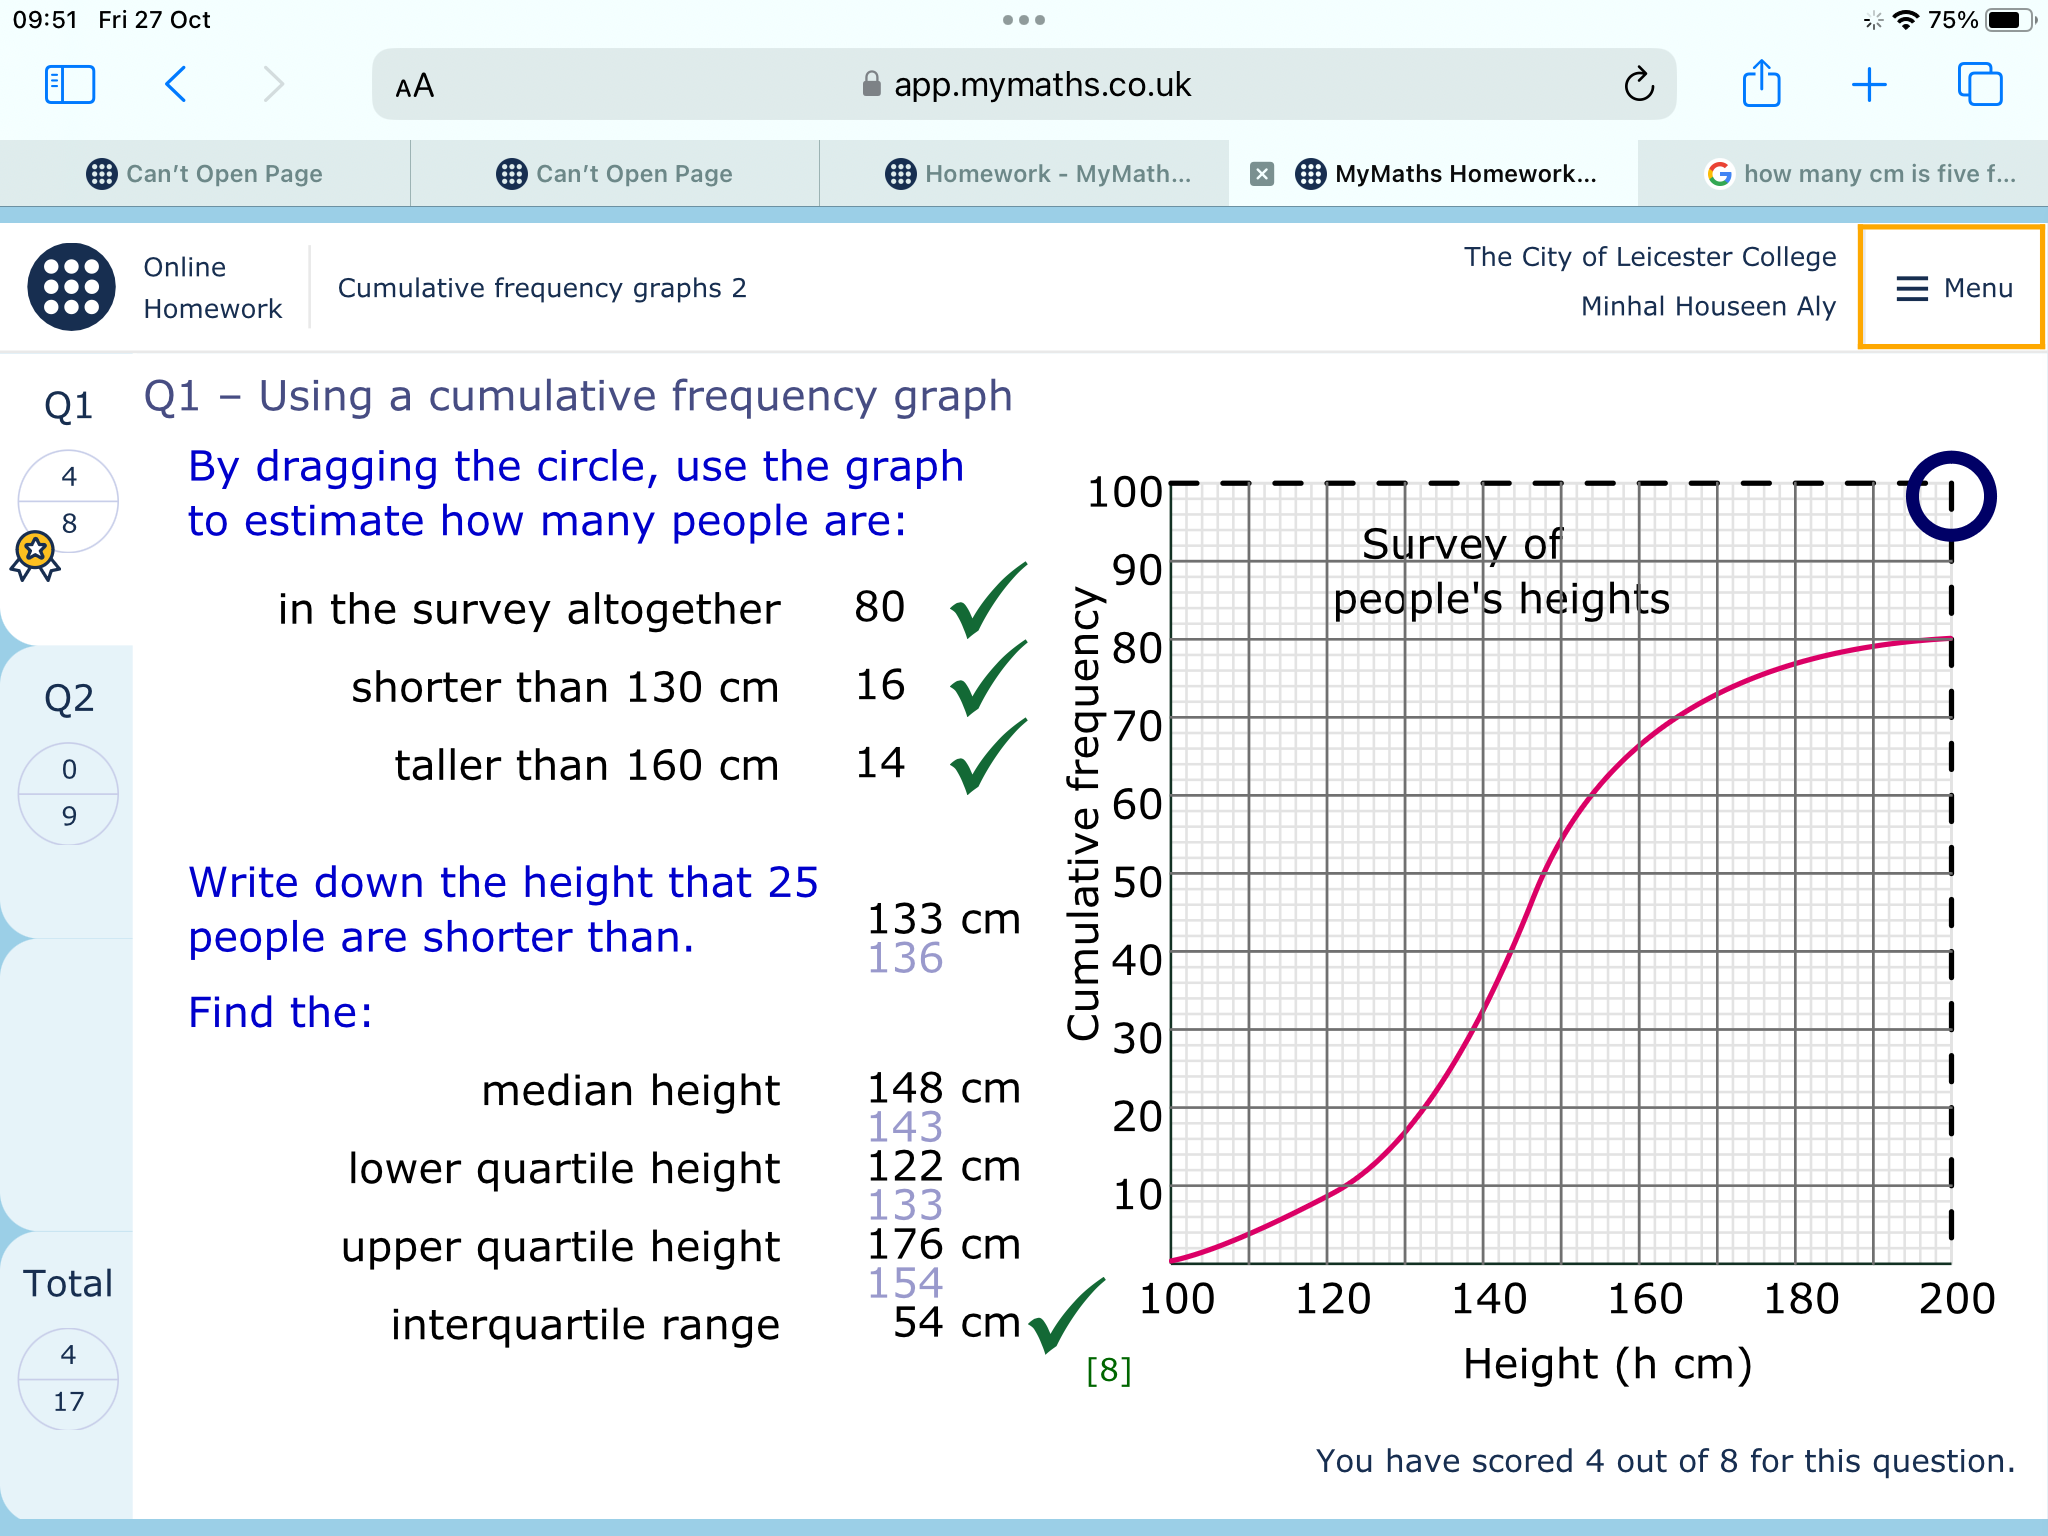 09:51 Fri 27 Oct
75%
AA
app.mymaths.co.uk
Can't Open Page
Can't Open Page
Homework - MyMath...
MyMaths Homework...
how many cm is five f...
Online
Homework
Cumulative frequency graphs 2
The City of Leicester College
Minhal Houseen Aly
Menu
Q1
4
8
Q2
0
9
Total
4
17
Q1 – Using a cumulative frequency graph
By dragging the circle, use the graph
to estimate how many people are:
in the survey altogether 80
shorter than 130 cm 16
taller than 160 cm 14
Write down the height that 25
people are shorter than. 133 cm
136
Find the:
median height 148 cm
143
lower quartile height 122 cm
133
upper quartile height 176 cm
154
interquartile range 54 cm
[8]
Survey of
people's heights
Cumulative frequency
100
90
80
70
60
50
40
30
20
10
100 120 140 160 180 200
Height (h cm)
You have scored 4 out of 8 for this question.